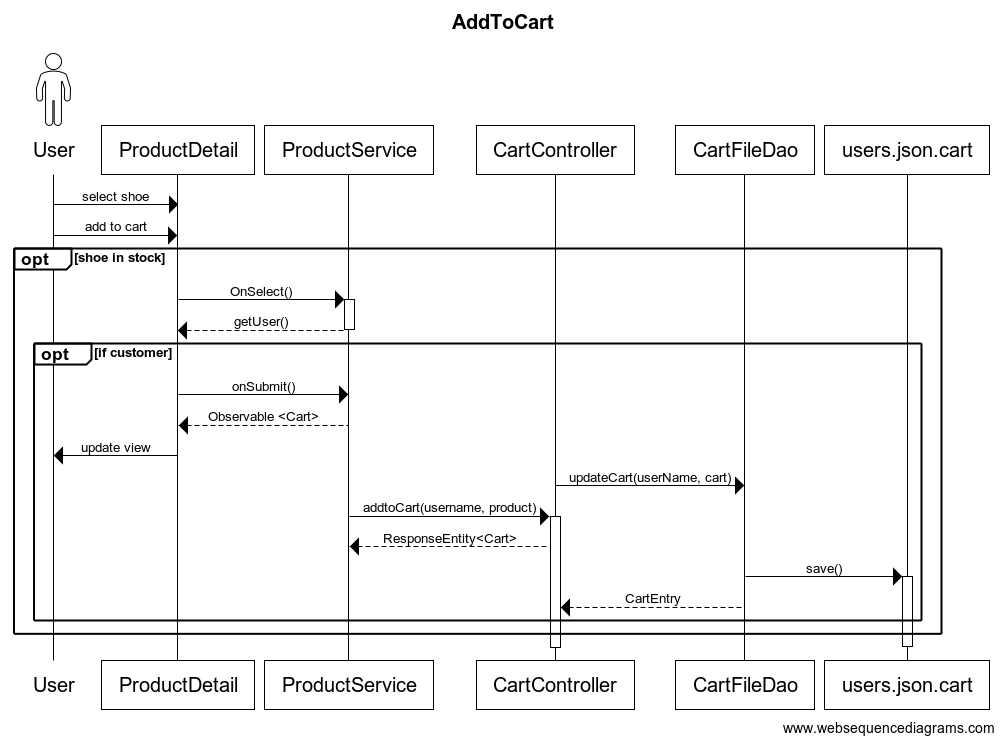 AddToCart
User
ProductDetail
ProductService
CartController
CartFileDao
users.json.cart
select shoe
add to cart
opt [shoe in stock]
OnSelect()
getUser()
opt [if customer]
onSubmit()
Observable <Cart>
update view
updateCart(userName, cart)
addtoCart(username, product)
ResponseEntity<Cart>
save()
CartEntry
User
ProductDetail
ProductService
CartController
CartFileDao
users.json.cart
www.websequencediagrams.com